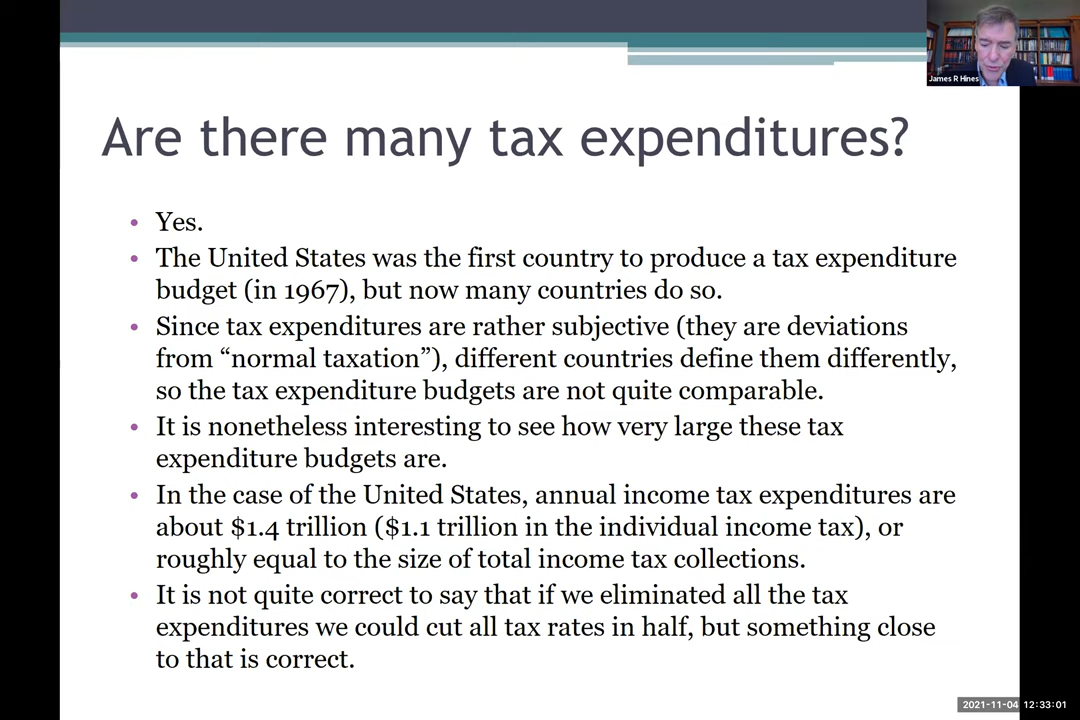 James R Hines
Are there many tax expenditures?
• Yes.
• The United States was the first country to produce a tax expenditure
budget (in 1967), but now many countries do so.
• Since tax expenditures are rather subjective (they are deviations
from “normal taxation”), different countries define them differently,
so the tax expenditure budgets are not quite comparable.
• It is nonetheless interesting to see how very large these tax
expenditure budgets are.
• In the case of the United States, annual income tax expenditures are
about $1.4 trillion ($1.1 trillion in the individual income tax), or
roughly equal to the size of total income tax collections.
• It is not quite correct to say that if we eliminated all the tax
expenditures we could cut all tax rates in half, but something close
to that is correct.
2021-11-04 12:33:01